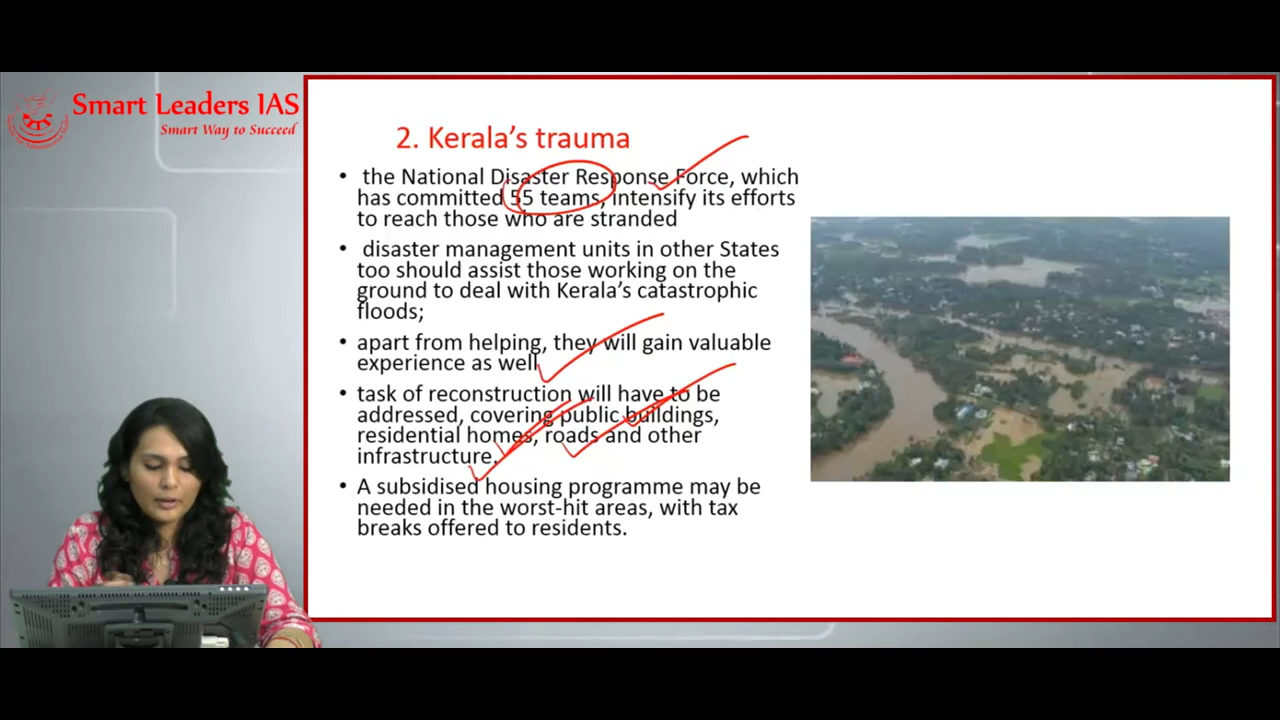 Smart Leaders IAS
Smart Way to Succeed
2. Kerala's trauma
• the National Disaster Response Force, which
has committed 55 teams, intensify its efforts
to reach those who are stranded
• disaster management units in other States
too should assist those working on the
ground to deal with Kerala's catastrophic
floods;
• apart from helping, they will gain valuable
experience as well
• task of reconstruction will have to be
addressed, covering public buildings,
residential homes, roads and other
infrastructure.
• A subsidised housing programme may be
needed in the worst-hit areas, with tax
breaks offered to residents.